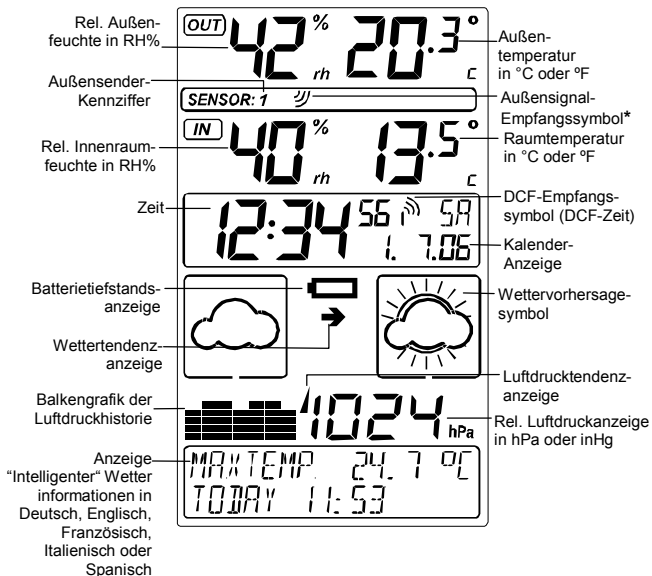 Rel. Außen-
feuchte in RH%
Außensender-
Kennziffer
Rel. Innenraum-
feuchte in RH%
Zeit
Batterietiefstands-
anzeige
Wettertendenz-
anzeige
Balkengrafik der
Luftdruckhistorie
Anzeige
"Intelligenter“ Wetter
informationen in
Deutsch, Englisch,
Französisch,
Italienisch oder
Spanisch
OUT 42 % rh 20.3 ° C
SENSOR: 1
IN 40 % rh 13.5 ° C
12:34 56 SA
1. 7.06
1024 hPa
MAXTEMP. 24.7 ºC
TODAY 11:53
Außen-
temperatur
in °C oder ºF
Außensignal-
Empfangssymbol*
Raumtemperatur
in °C oder ºF
DCF-Empfangs-
symbol (DCF-Zeit)
Kalender-
Anzeige
Wettervorhersage-
symbol
Luftdrucktendenz-
anzeige
Rel. Luftdruckanzeige
in hPa oder inHg